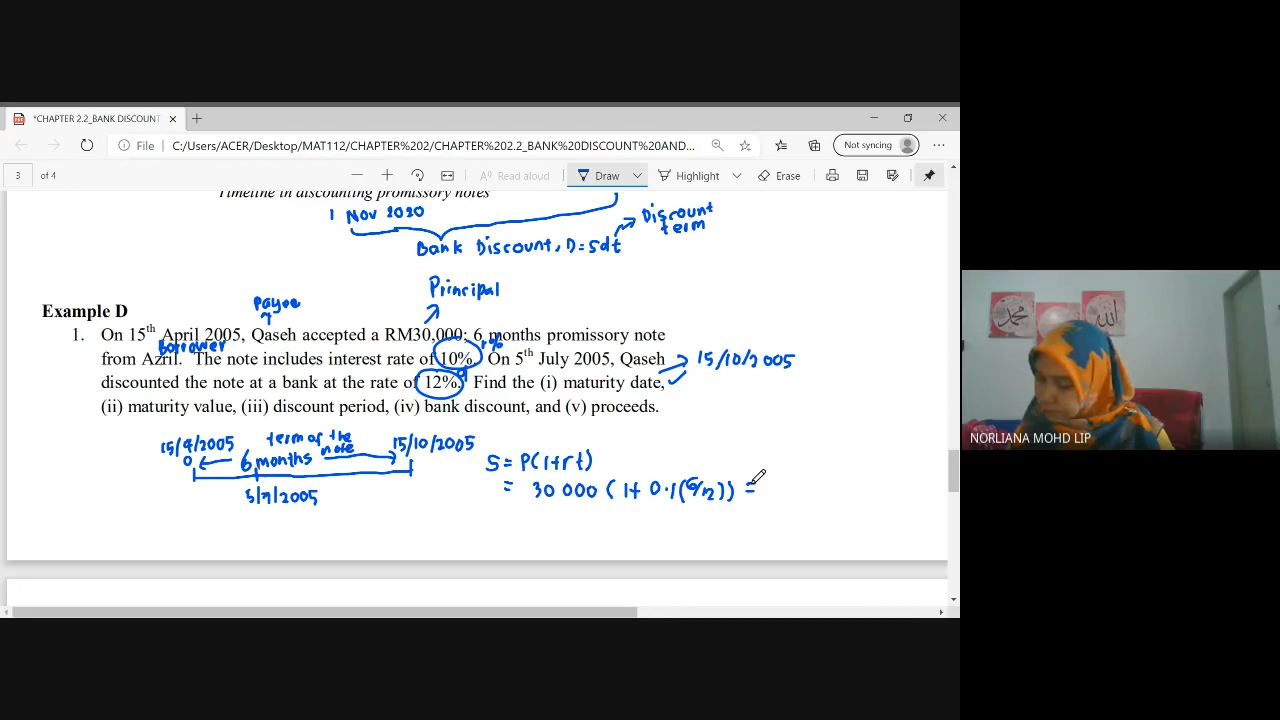 *CHAPTER 2.2_BANK DISCOUNT
File C:/Users/ACER/Desktop/MAT112/CHAPTER%202/CHAPTER%202.2_BANK%20DISCOUNT%20AND... Not syncing
3 of 4 Read aloud Draw Highlight Erase
Timeline in discounting promissory notes
1 Nov 2020
Discount
term
Bank Discount, D = Sdt
Principal
Example D
Payee
1. On 15th April 2005, Qaseh accepted a RM30,000; 6 months promissory note
Borrower
r%
from Azril. The note includes interest rate of 10%. On 5th July 2005, Qaseh
15/10/2005
d
discounted the note at a bank at the rate of 12%. Find the (i) maturity date,
(ii) maturity value, (iii) discount period, (iv) bank discount, and (v) proceeds.
15/4/2005 term of the 15/10/2005
note
0 6 months
5/7/2005
S = P(1+rt)
= 30 000 (1+ 0.1(6/12)) =
NORLIANA MOHD LIP